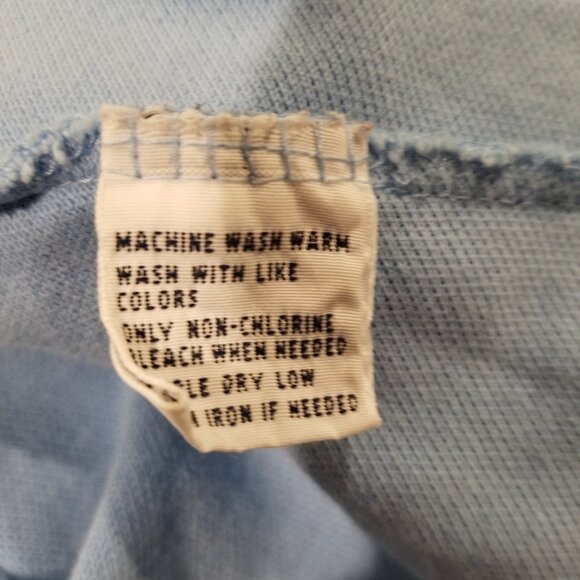 MACHINE WASH WARM
WASH WITH LIKE
COLORS
ONLY NON-CHLORINE
BLEACH WHEN NEEDED
DRY LOW
IRON IF NEEDED